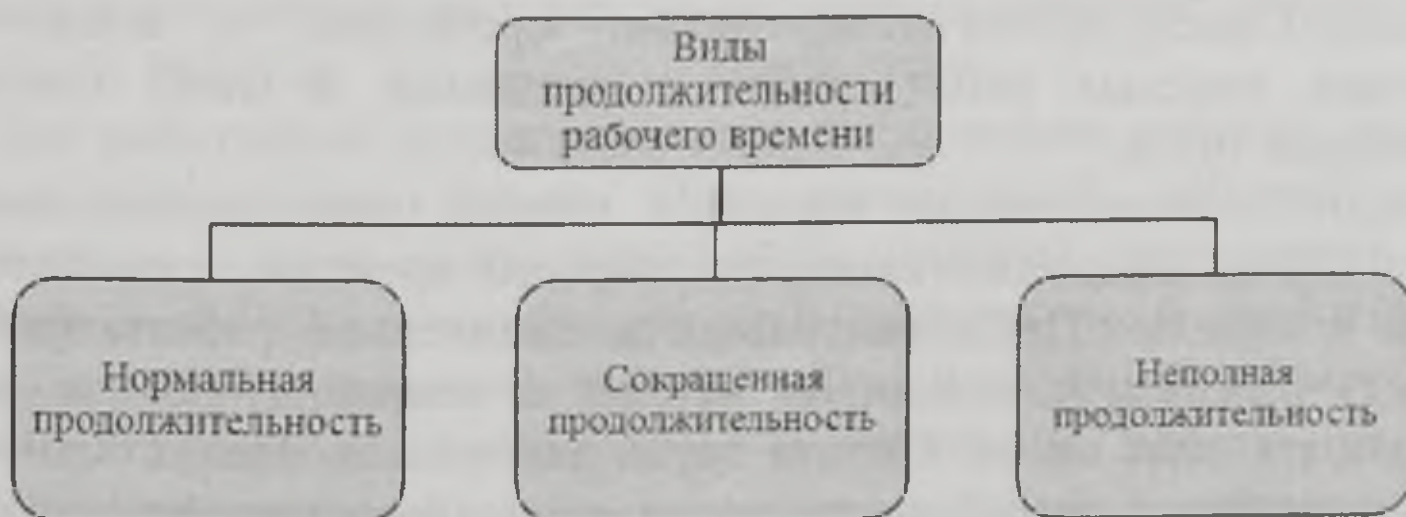 Виды
продолжительности
рабочего времени
Нормальная
продолжительность
Сокращенная
продолжительность
Неполная
продолжительность